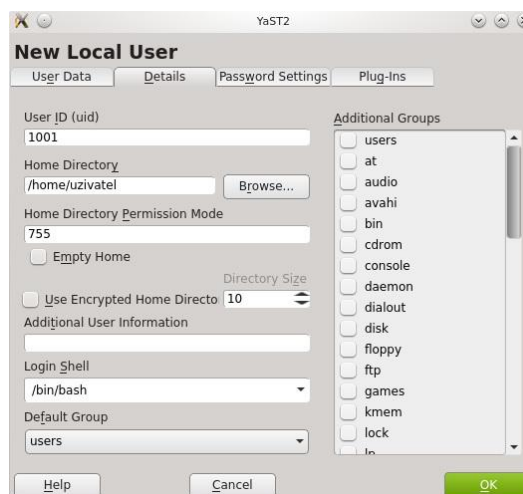 YaST2
New Local User
User Data
Details
Password Settings
Plug-Ins
User ID (uid)
1001
Home Directory
/home/uzivatel
Browse...
Home Directory Permission Mode
755
Empty Home
Directory Size
Use Encrypted Home Directo
10
Additional User Information
Login Shell
/bin/bash
Default Group
users
Additional Groups
users
at
audio
avahi
bin
cdrom
console
daemon
dialout
disk
floppy
ftp
games
kmem
lock
Help
Cancel
OK